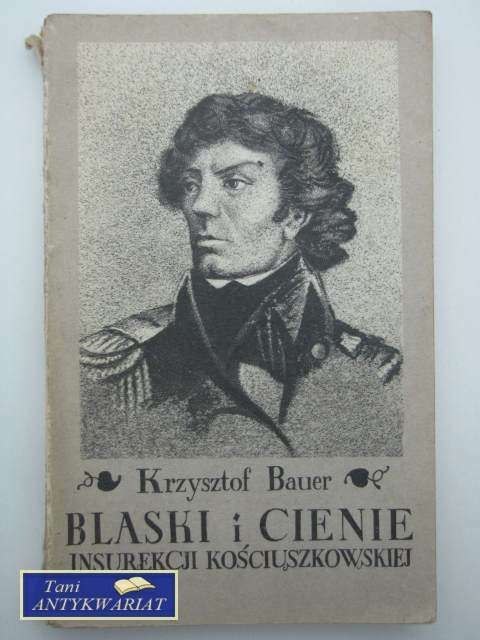 Krzysztof Bauer
BLASKI i CIENIE
INSUREKCJI KOŚCIUSZKOWSKIEJ
Tani
ANTYKWARIAT